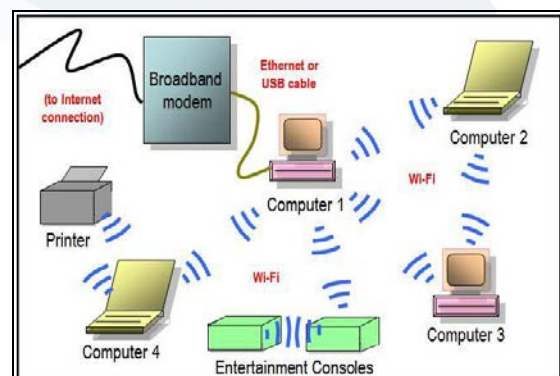 Broadband
modem
Ethernet or
USB cable
(to Internet
connection)
Computer 2
Wi-Fi
Computer 1
Printer
Wi-Fi
Computer 3
Computer 4
Entertainment Consoles